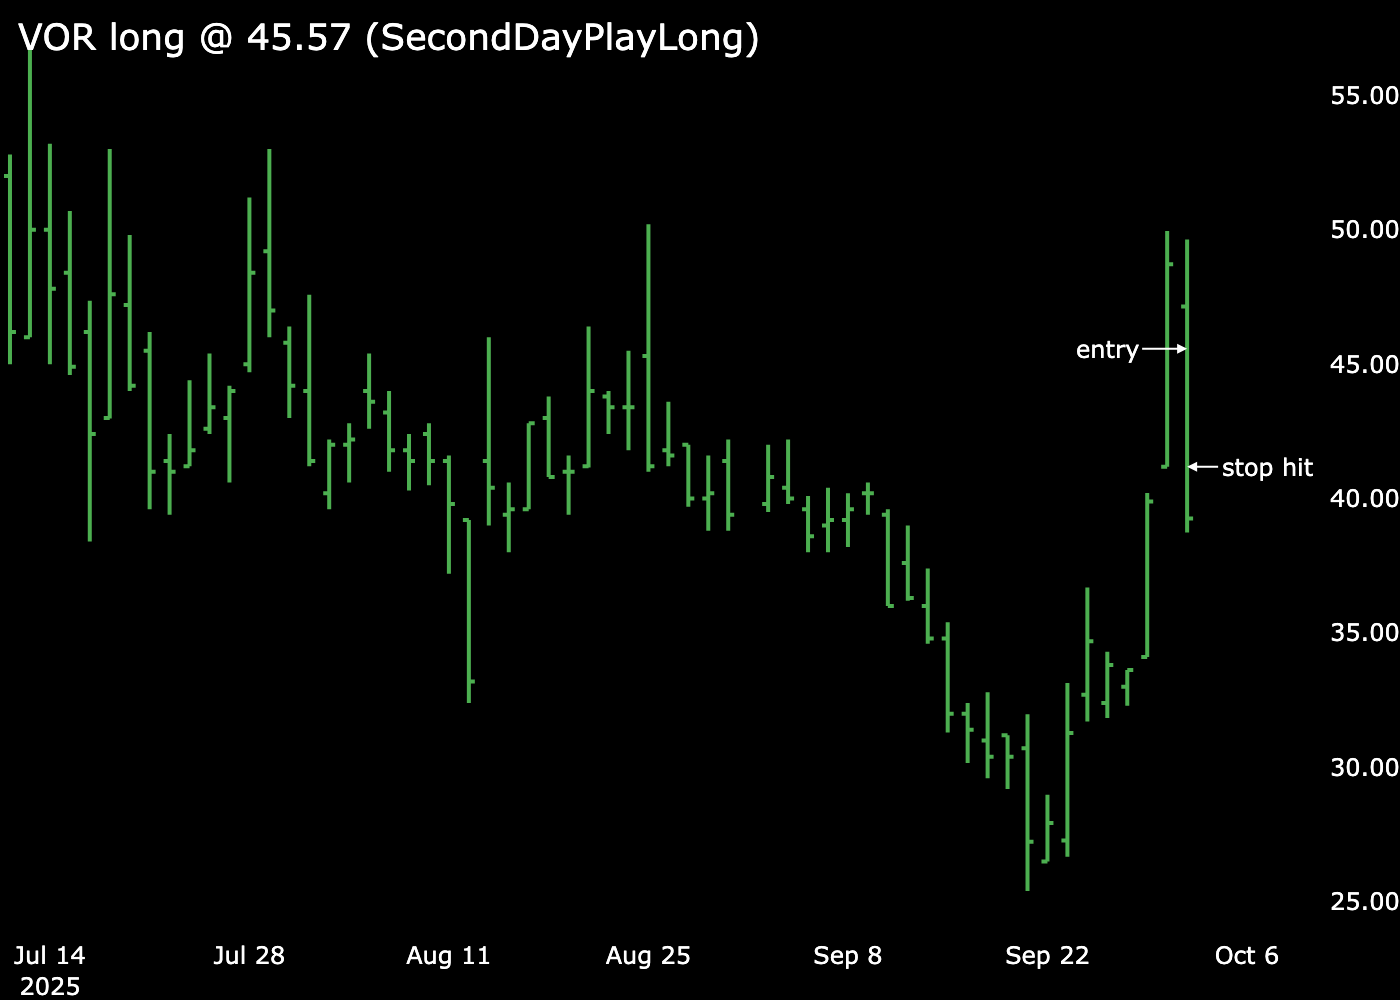 VOR long @ 45.57 (SecondDayPlayLong)
55.00
50.00
entry
45.00
stop hit
40.00
35.00
30.00
25.00
Jul 14 Jul 28 Aug 11 Aug 25 Sep 8 Sep 22 Oct 6
2025